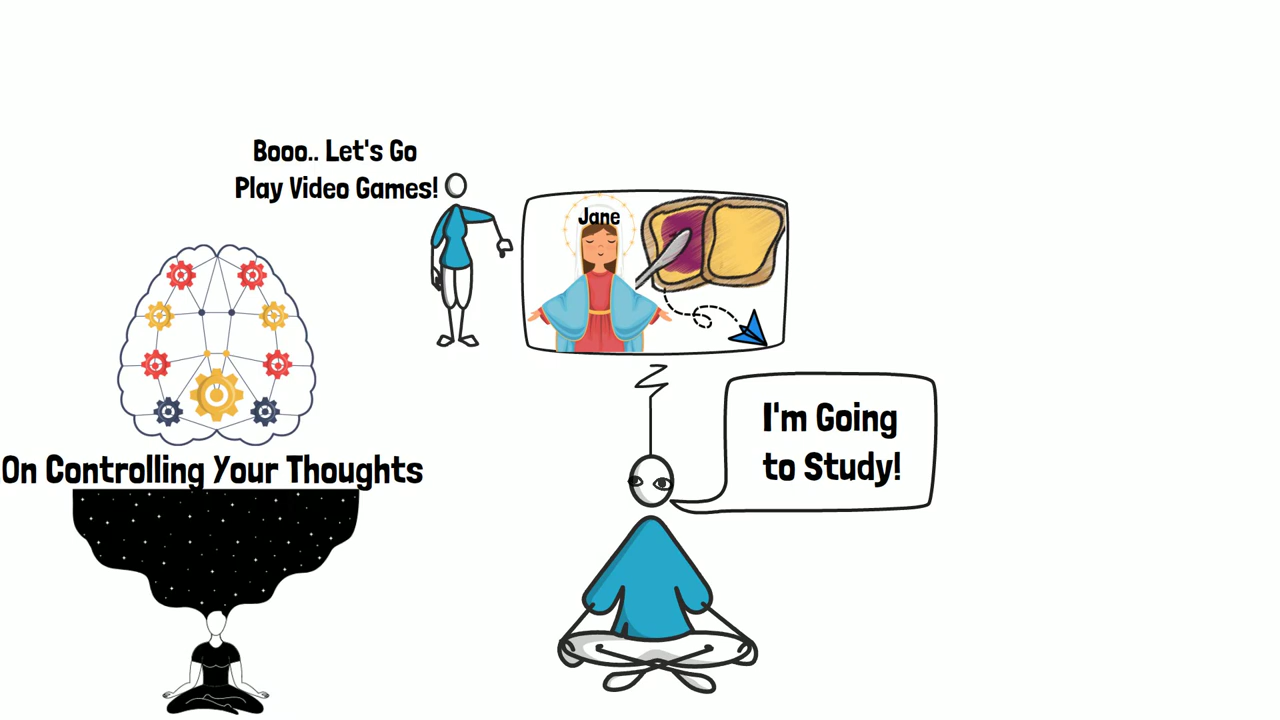 Booo.. Let's Go
Play Video Games!
Jane
I'm Going
to Study!
On Controlling Your Thoughts